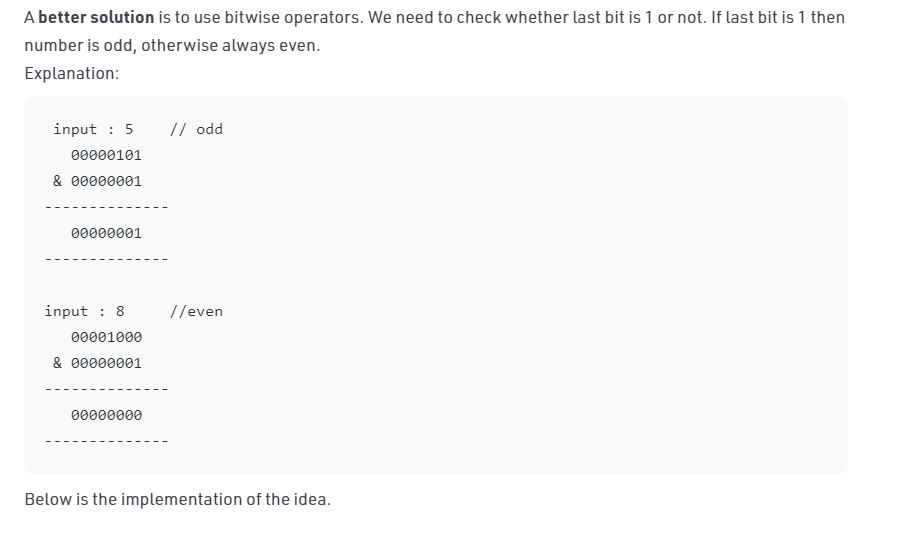 A better solution is to use bitwise operators. We need to check whether last bit is 1 or not. If last bit is 1 then
number is odd, otherwise always even.
Explanation:
input : 5    // odd
00000101
& 00000001
--------------
00000001
--------------
input : 8     //even
00001000
& 00000001
--------------
00000000
--------------
Below is the implementation of the idea.